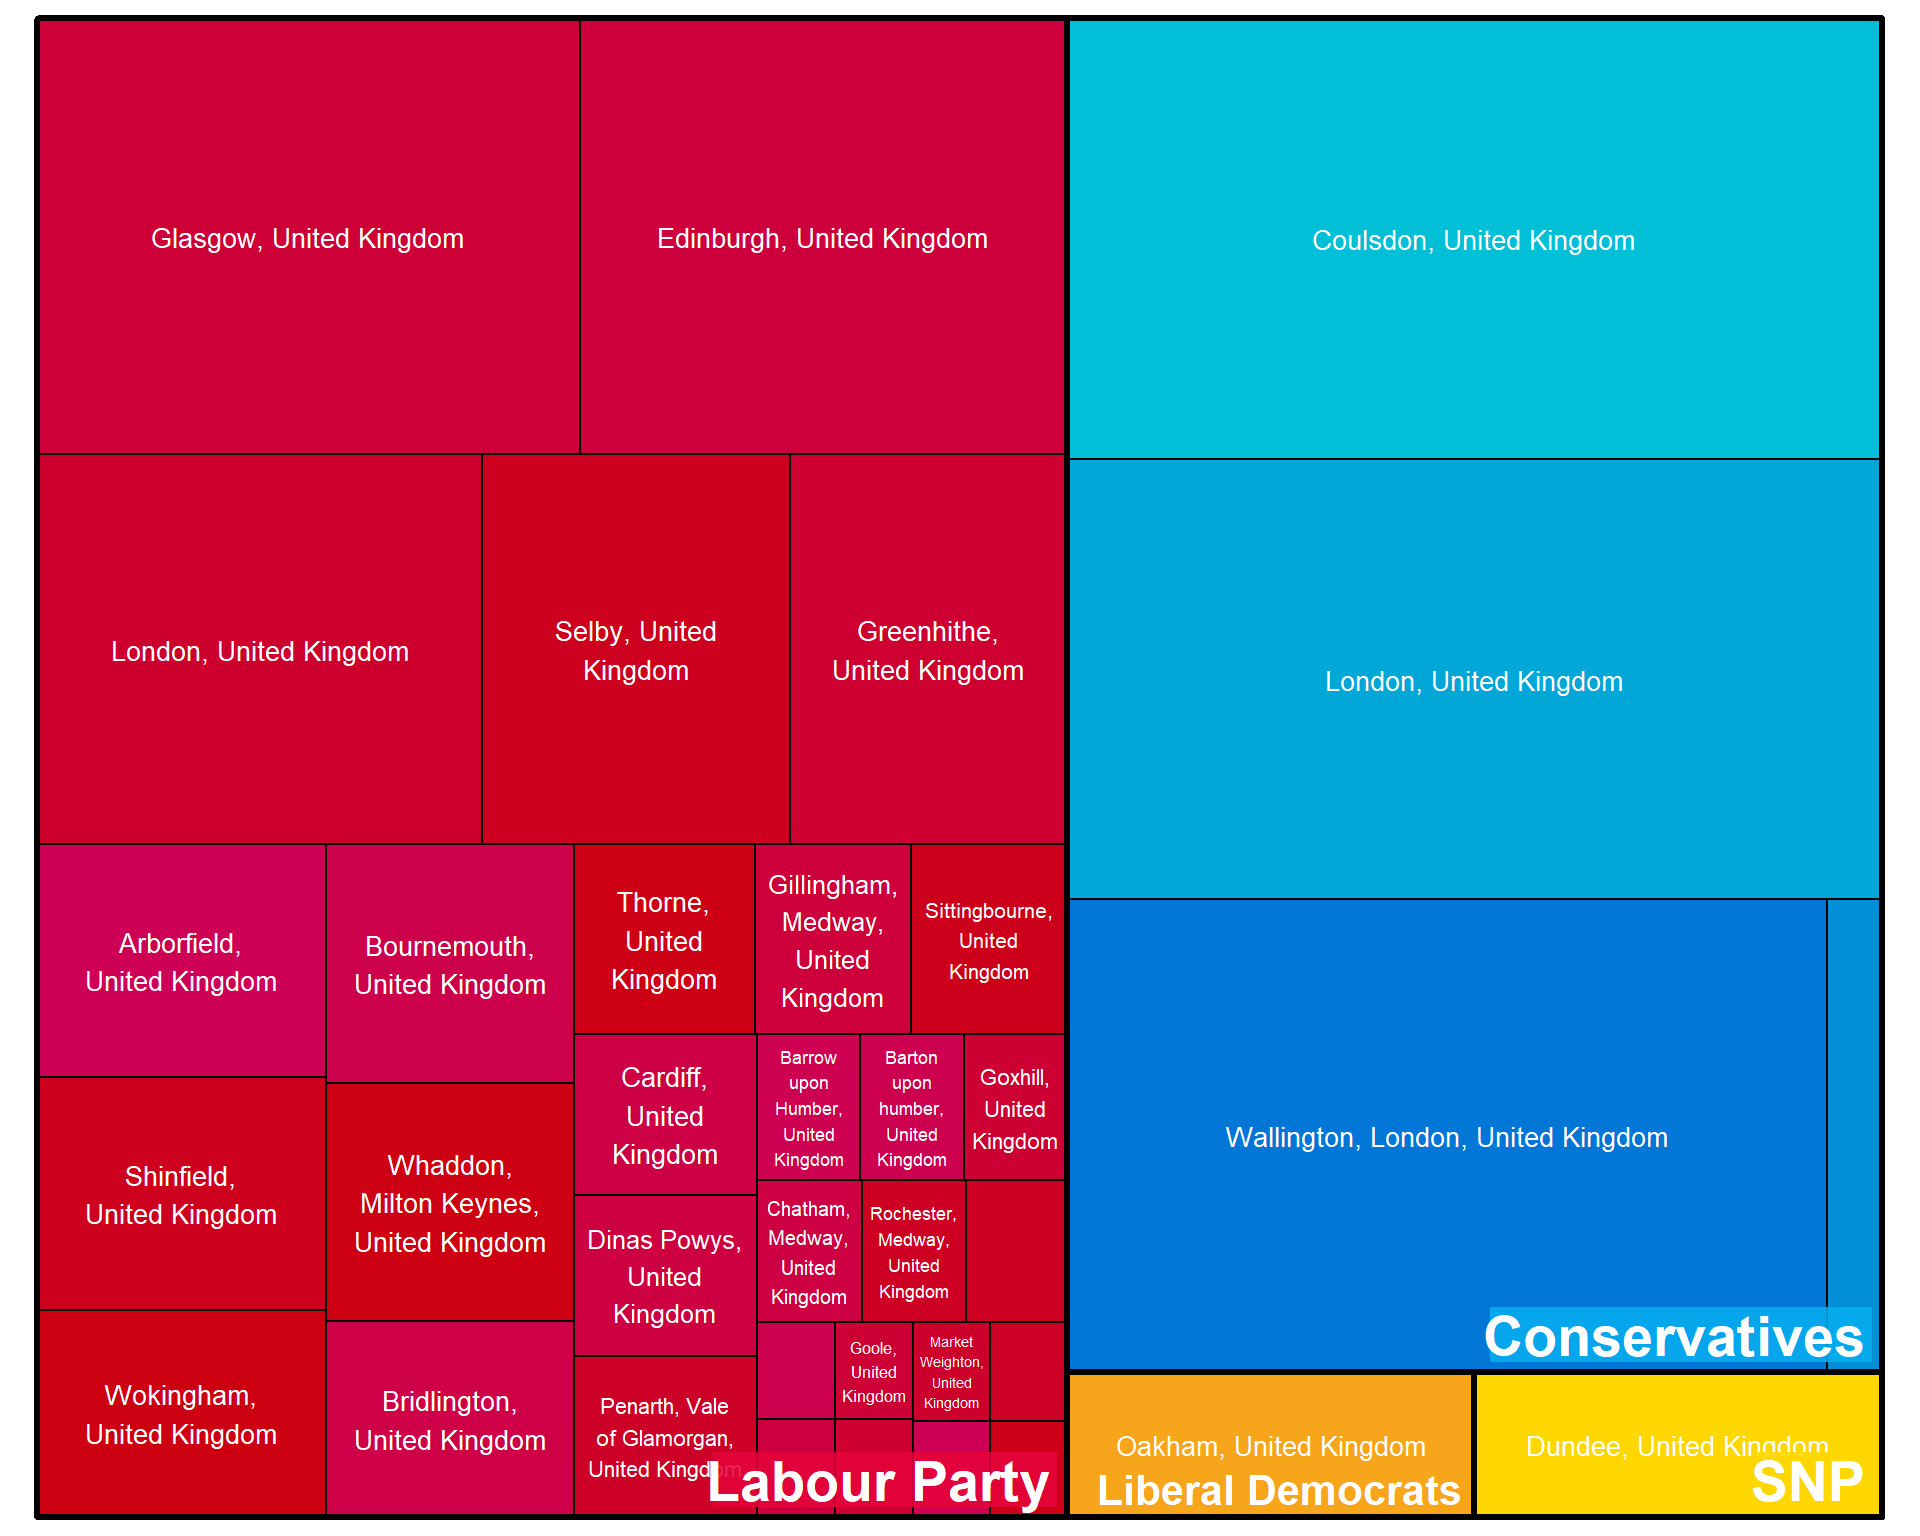 Glasgow, United Kingdom
Edinburgh, United Kingdom
Coulsdon, United Kingdom
London, United Kingdom
Selby, United
Kingdom
Greenhithe,
United Kingdom
London, United Kingdom
Arborfield,
United Kingdom
Bournemouth,
United Kingdom
Thorne,
United
Kingdom
Gillingham,
Medway,
United
Kingdom
Sittingbourne,
United
Kingdom
Cardiff,
United
Kingdom
Barrow
upon
Humber,
United
Kingdom
Barton
upon
humber,
United
Kingdom
Goxhill,
United
Kingdom
Wallington, London, United Kingdom
Shinfield,
United Kingdom
Whaddon,
Milton Keynes,
United Kingdom
Dinas Powys,
United
Kingdom
Chatham,
Medway,
United
Kingdom
Rochester,
Medway,
United
Kingdom
Goole,
United
Kingdom
Market
Weighton,
United
Kingdom
Conservatives
Wokingham,
United Kingdom
Bridlington,
United Kingdom
Penarth, Vale
of Glamorgan,
United Kingdom
Labour Party
Oakham, United Kingdom
Liberal Democrats
Dundee, United Kingdom
SNP